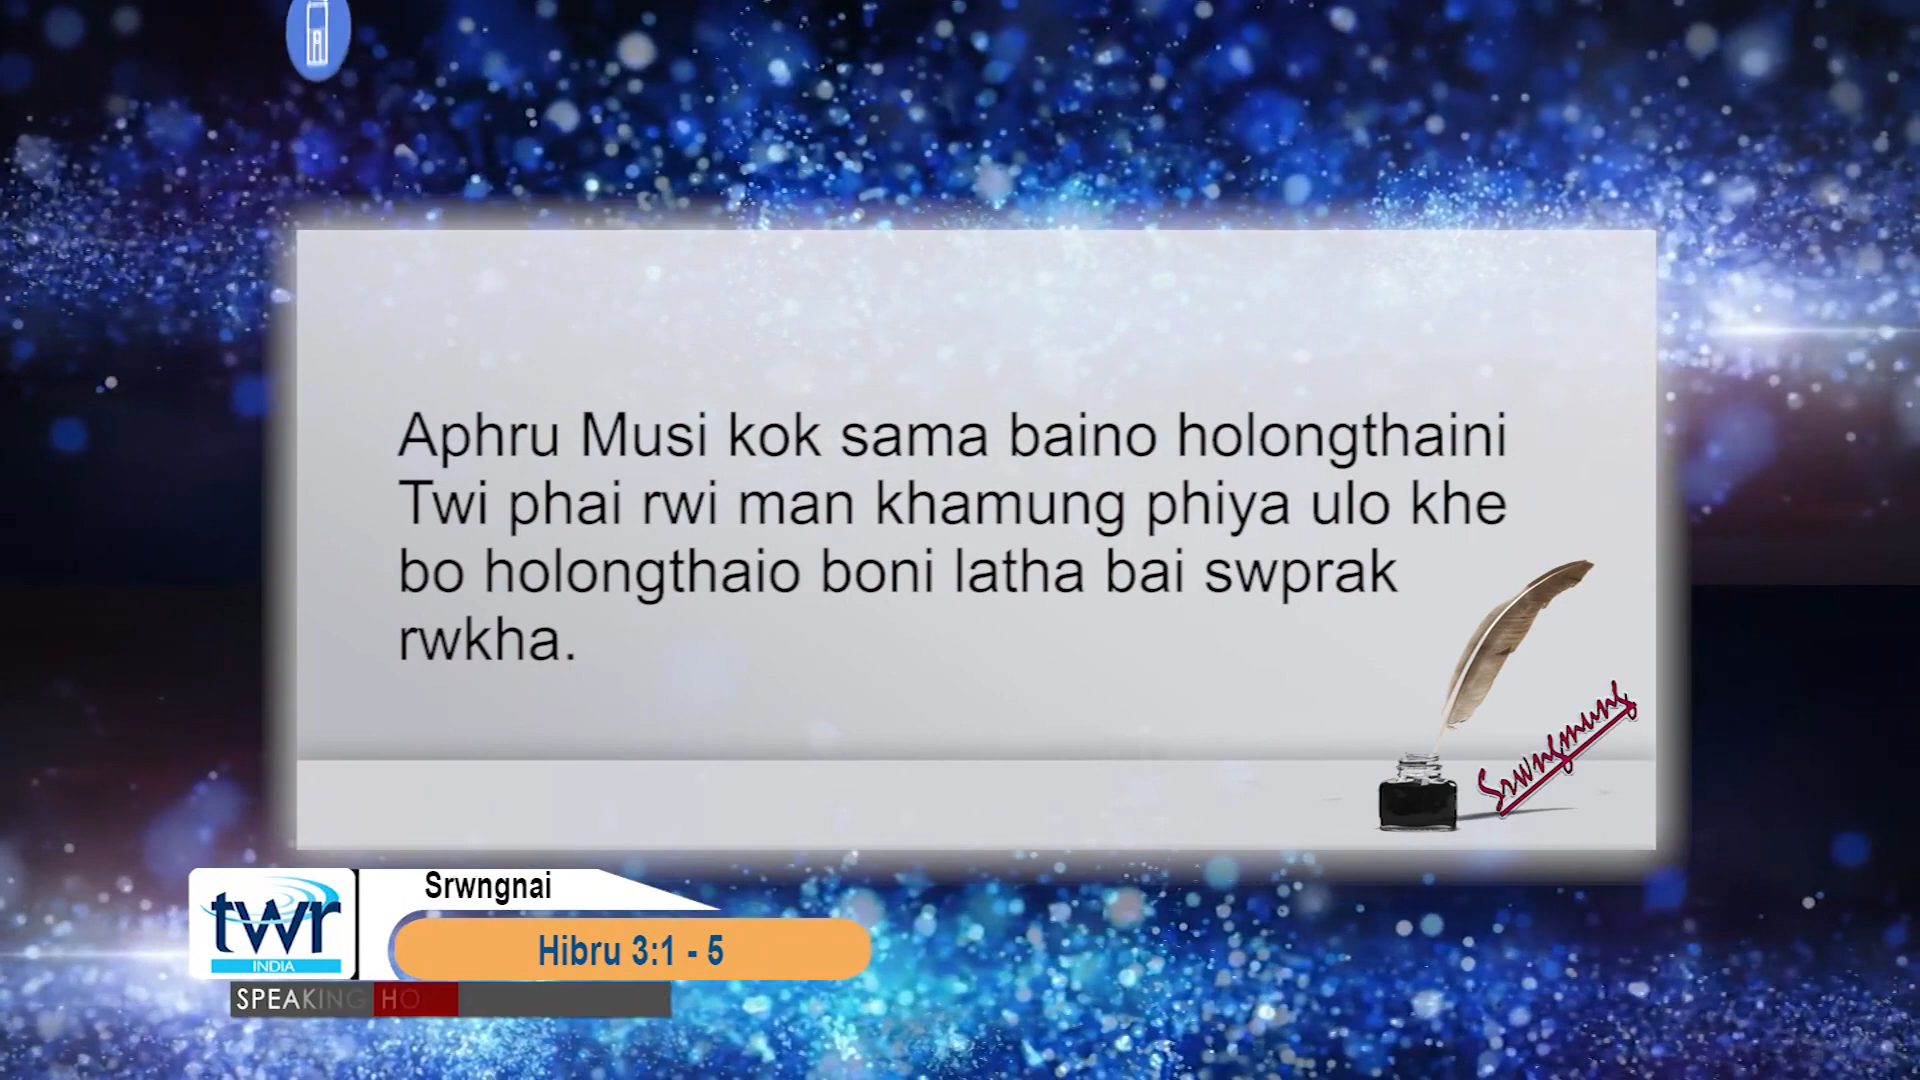 Aphru Musi kok sama baino holongthaini
Twi phai rwi man khamung phiya ulo khe
bo holongthaio boni latha bai swprak
rwkha.
Srwngmung
twr
INDIA
Srwngnai
Hibru 3:1 - 5
SPEAKING HO